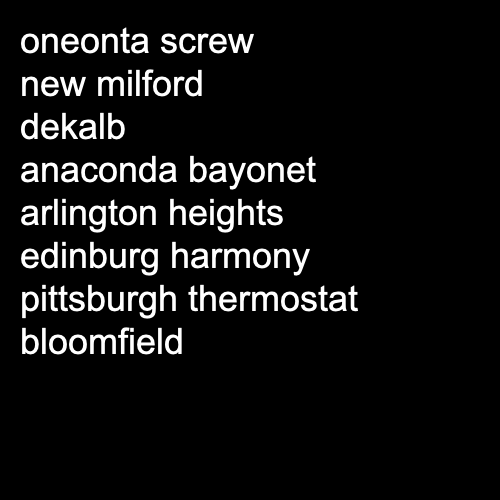 oneonta screw
new milford
dekalb
anaconda bayonet
arlington heights
edinburg harmony
pittsburgh thermostat
bloomfield